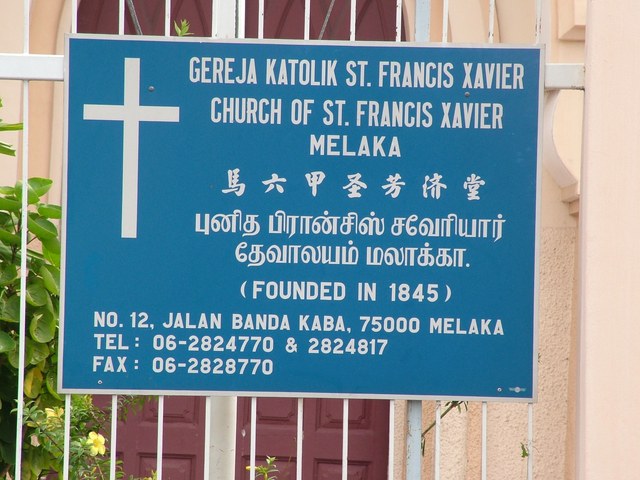 GEREJA KATOLIK ST. FRANCIS XAVIER
CHURCH OF ST. FRANCIS XAVIER
MELAKA
馬六甲圣芳济堂
புனித பிரான்சிஸ் சவேரியார்
தேவாலயம் மலாக்கா.
(FOUNDED IN 1845)
NO. 12, JALAN BANDA KABA, 75000 MELAKA
TEL: 06-2824770 & 2824817
FAX: 06-2828770